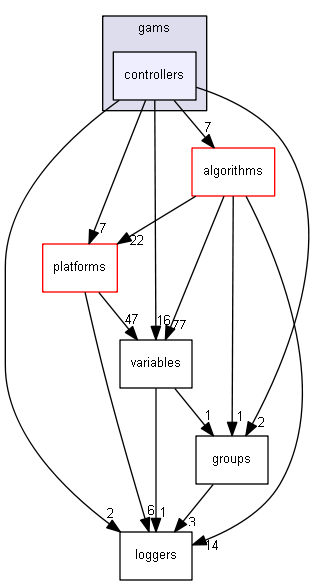 gams
controllers
7
algorithms
7
22
platforms
47
16
77
variables
1
1
2
groups
2
6
1
3
14
loggers